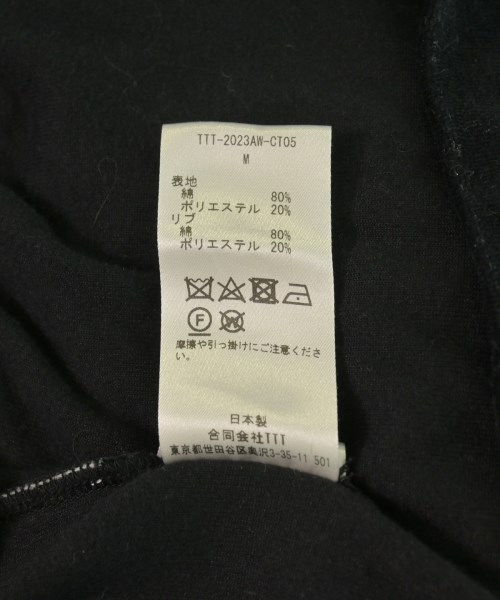 TTT-2023AW-CT05
M
表地
綿 80%
ポリエステル 20%
リブ
綿 80%
ポリエステル 20%
F W
摩擦や引っ掛けにご注意くださ
い。
日本製
合同会社TTT
東京都世田谷区奥沢3-35-11 501